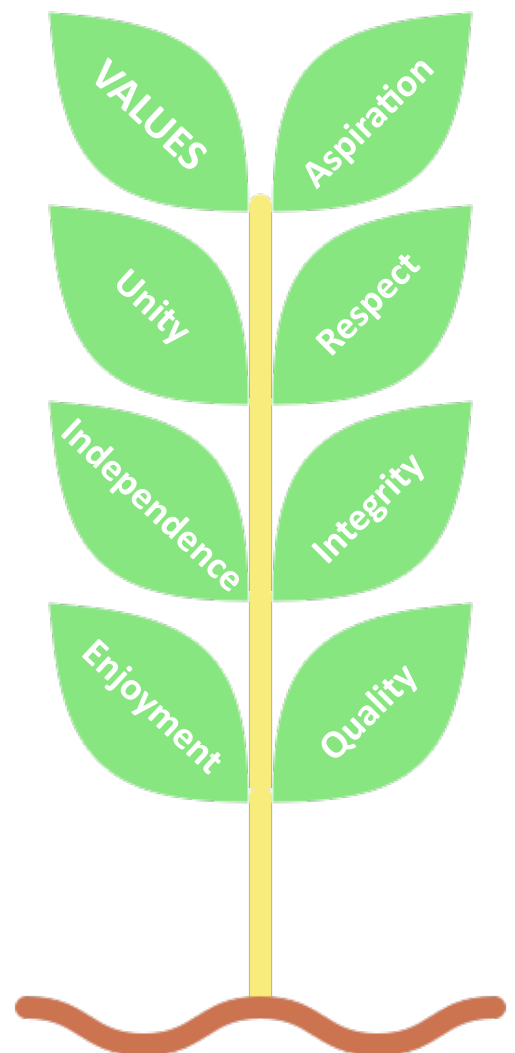 VALUES
Aspiration
Unity
Respect
Independence
Integrity
Enjoyment
Quality